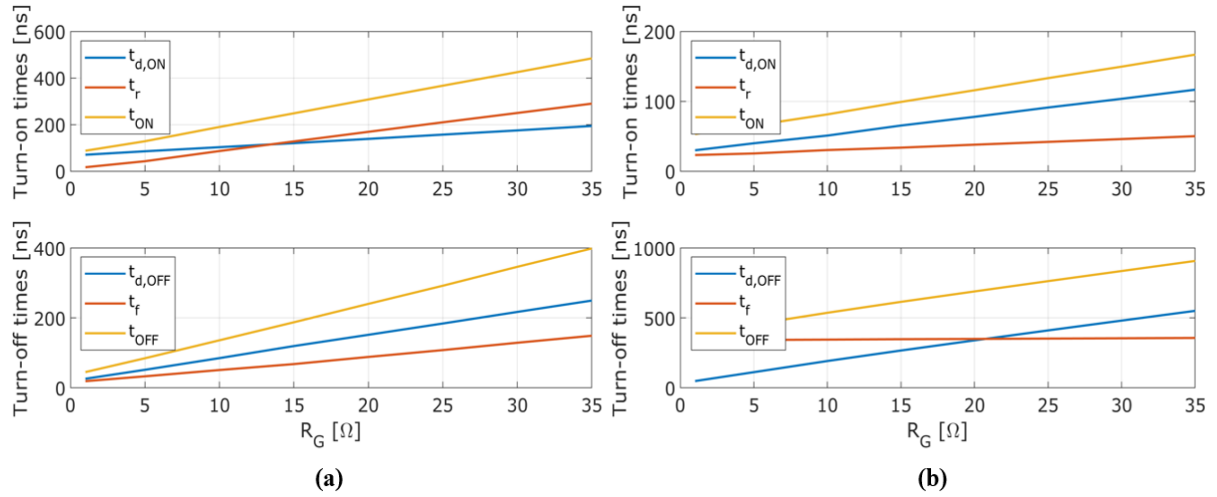 Turn-on times [ns]
600
400
200
0
t_d,ON
t_r
t_ON
0 5 10 15 20 25 30 35
Turn-off times [ns]
400
200
0
t_d,OFF
t_f
t_OFF
0 5 10 15 20 25 30 35
R_G [Ω]
(a)
Turn-on times [ns]
200
100
0
t_d,ON
t_r
t_ON
0 5 10 15 20 25 30 35
Turn-off times [ns]
1000
500
0
t_d,OFF
t_f
t_OFF
0 5 10 15 20 25 30 35
R_G [Ω]
(b)